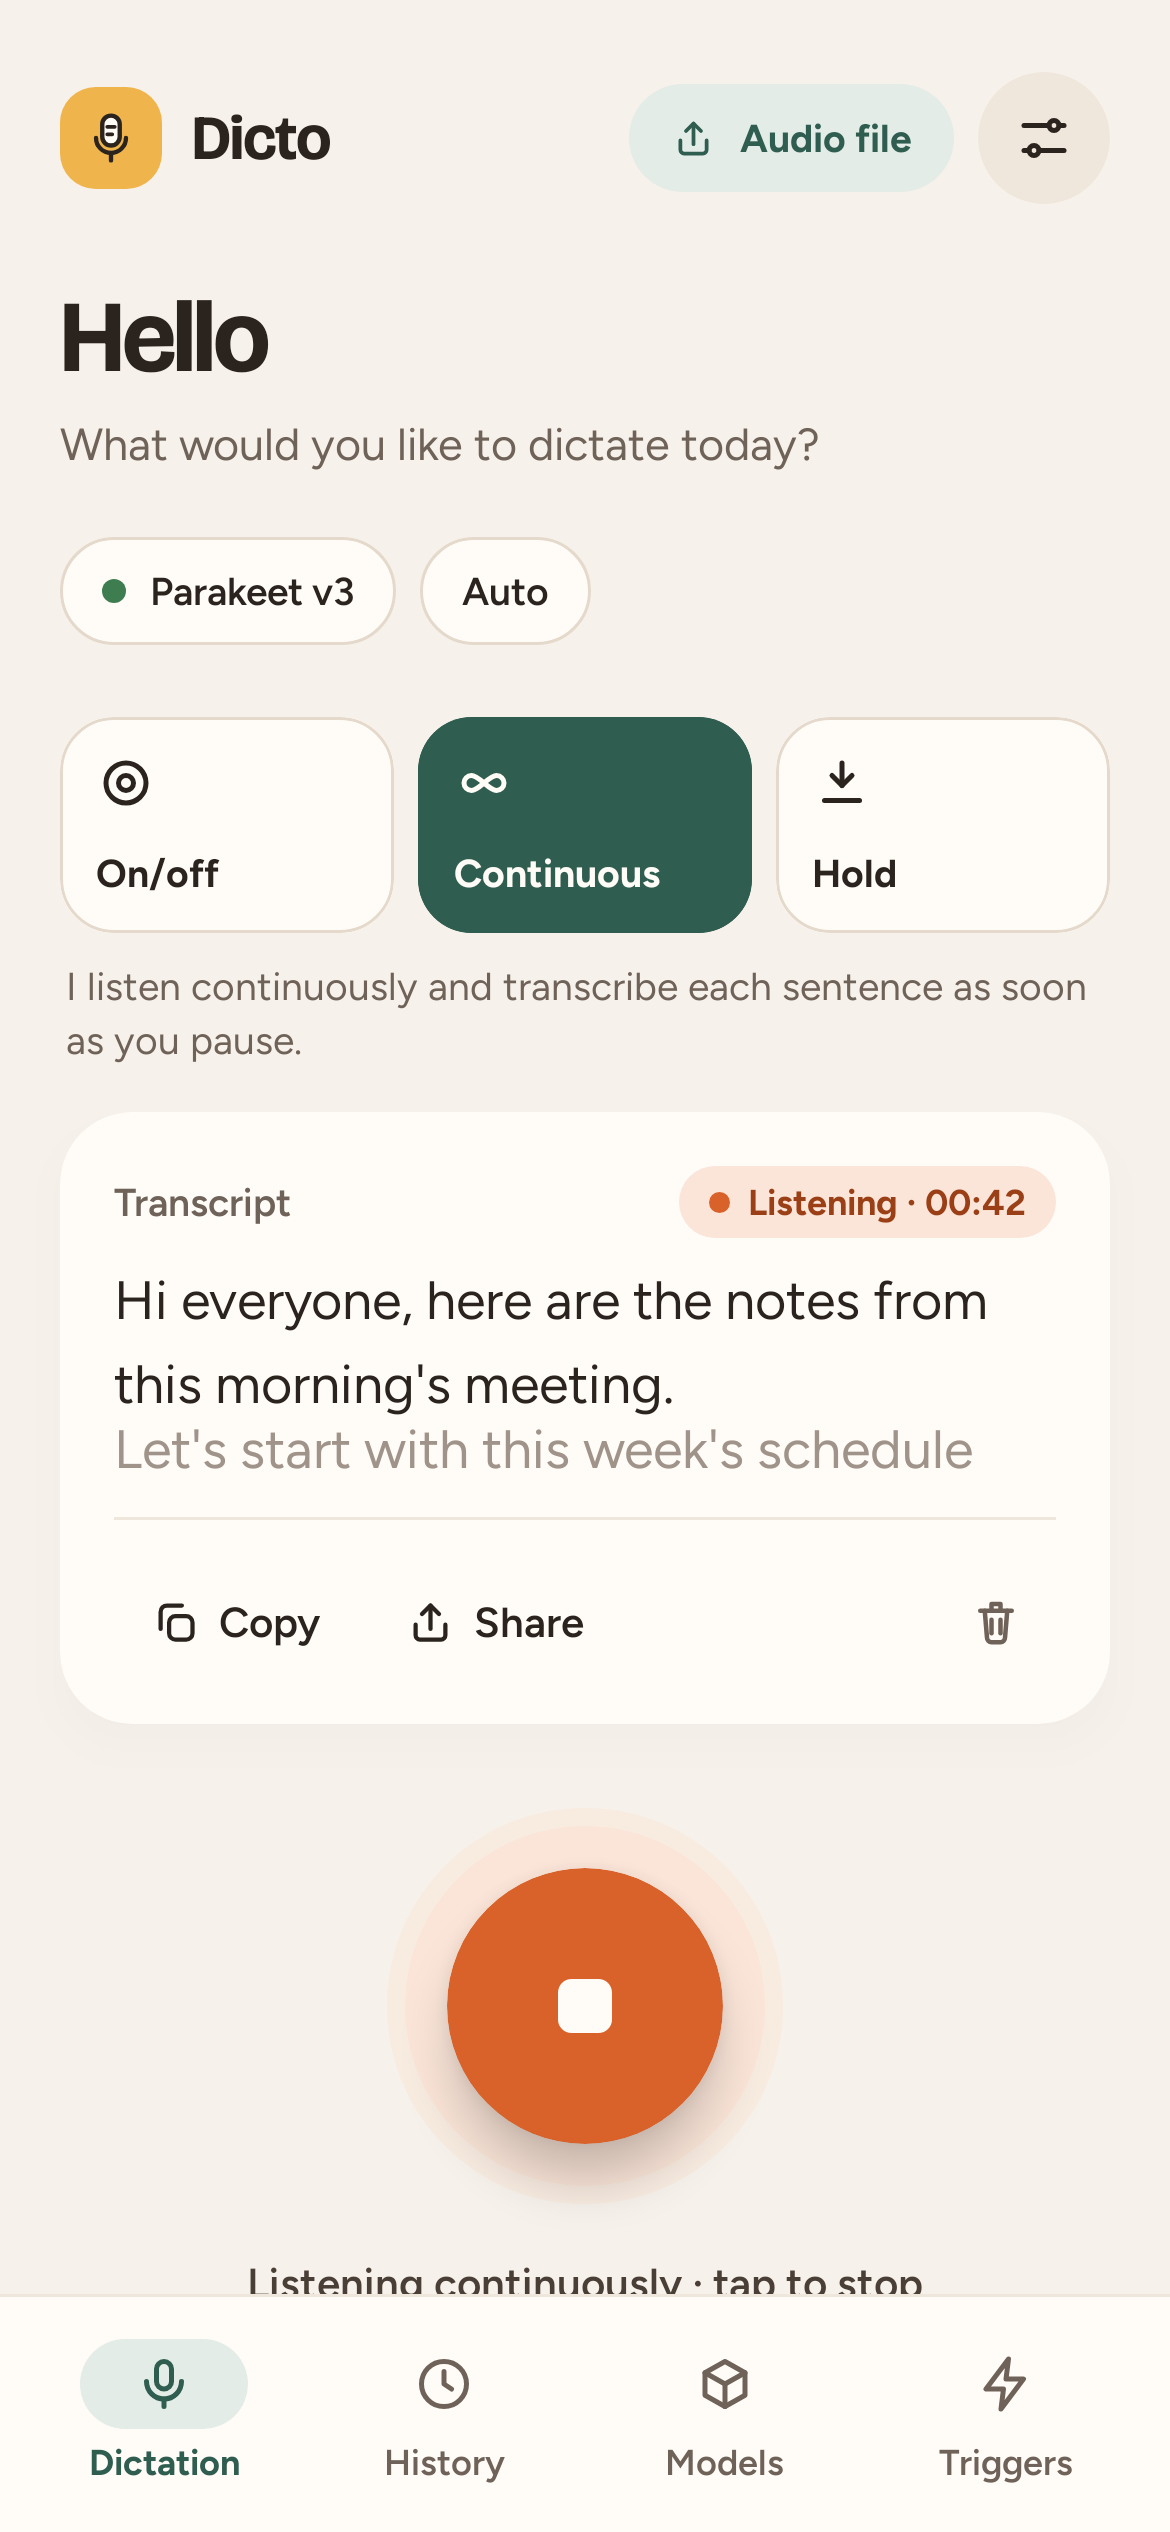 Dicto
Audio file
Hello
What would you like to dictate today?
Parakeet v3
Auto
On/off
Continuous
Hold
I listen continuously and transcribe each sentence as soon
as you pause.
Transcript
Listening · 00:42
Hi everyone, here are the notes from
this morning's meeting.
Let's start with this week's schedule
Copy
Share
Listening continuously · tap to stop
Dictation
History
Models
Triggers